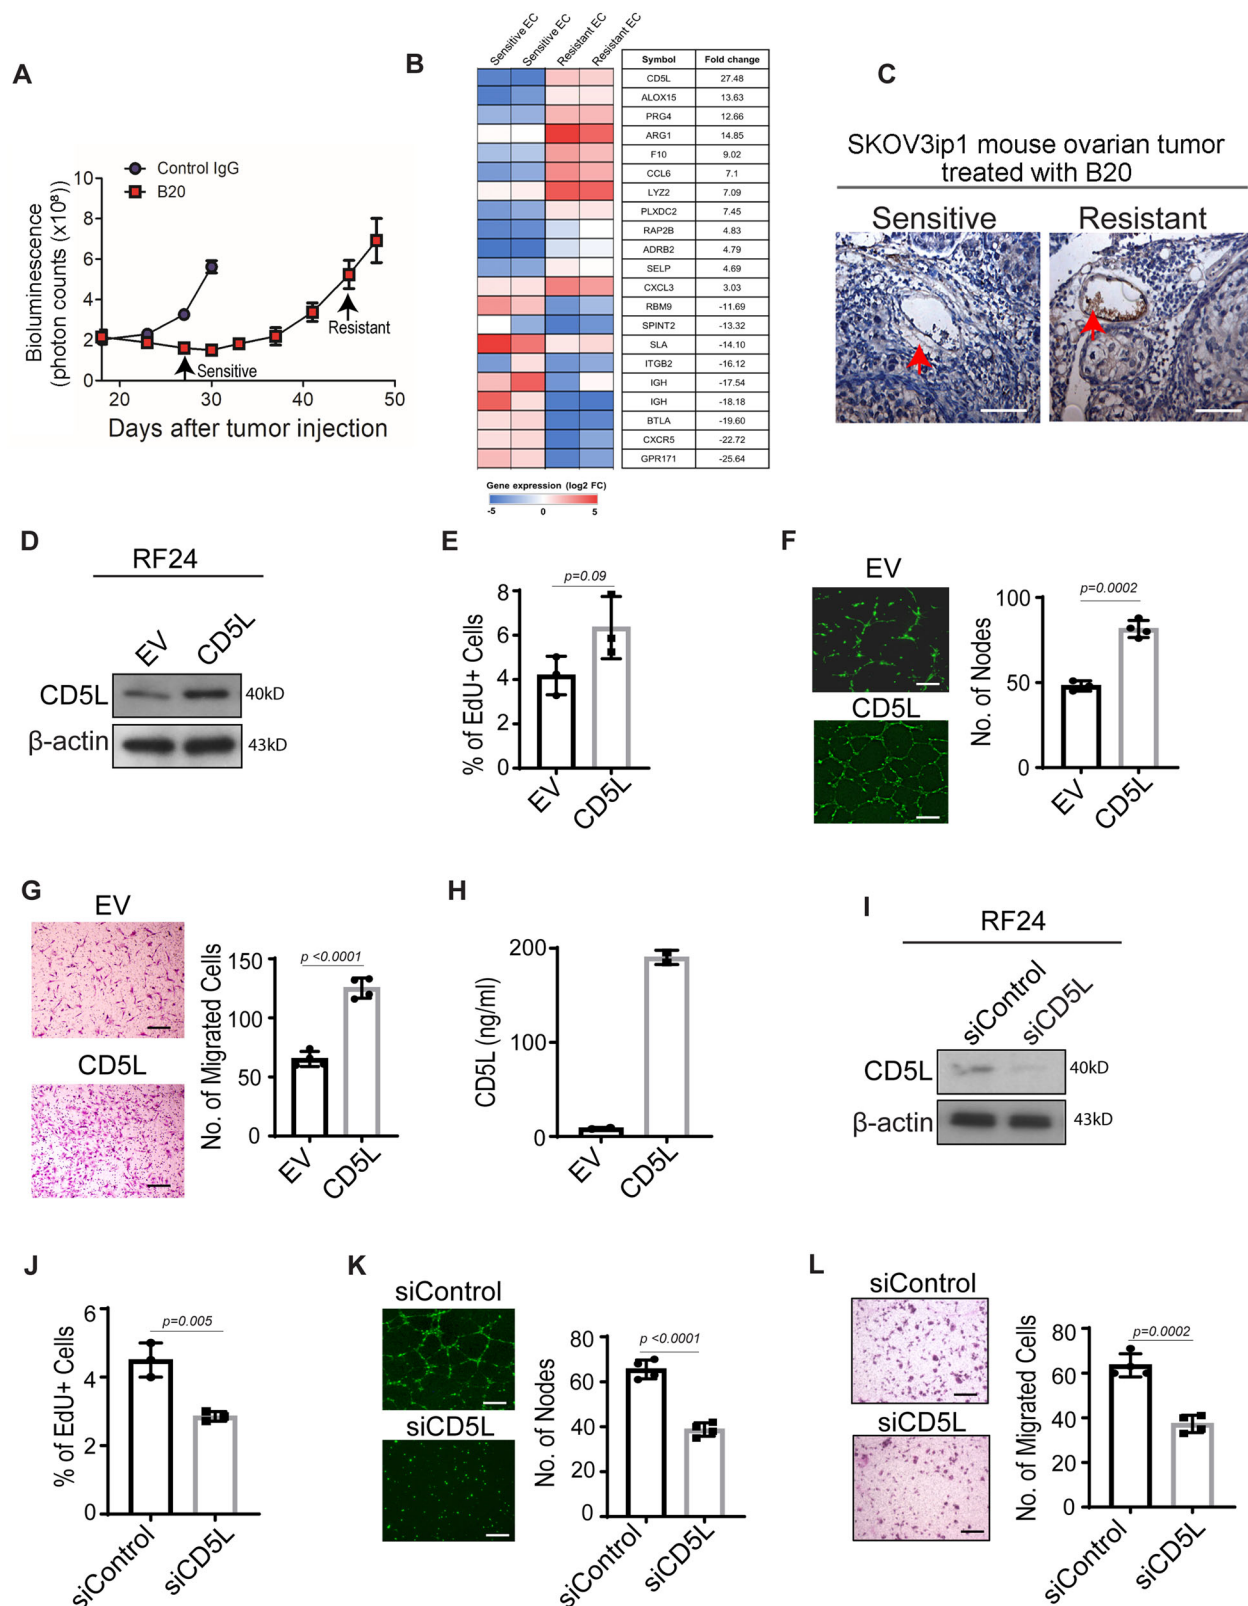 A
Bioluminescence
(photon counts (x10⁸))
Control IgG
B20
10
8
6
4
2
0
Sensitive
Resistant
20
30
40
50
Days after tumor injection
B
Sensitive EC
Sensitive EC
Resistant EC
Resistant EC
Symbol Fold change
CD5L 27.48
ALOX15 13.63
PRG4 12.66
ARG1 14.85
F10 9.02
CCL6 7.1
LYZ2 7.09
PLXDC2 7.45
RAP2B 4.83
ADRB2 4.79
SELP 4.69
CXCL3 3.03
RBM9 -11.69
SPINT2 -13.32
SLA -14.10
ITGB2 -16.12
IGH -17.54
IGH -18.18
BTLA -19.60
CXCR5 -22.72
GPR171 -25.64
Gene expression (log2 FC)
-5 0 5
C
SKOV3ip1 mouse ovarian tumor
treated with B20
Sensitive Resistant
D
RF24
EV CD5L
CD5L 40kD
β-actin 43kD
E
% of EdU+ Cells
8
6
4
2
0
p=0.09
EV CD5L
F
EV
CD5L
No. of Nodes
100
50
0
p=0.0002
EV CD5L
G
EV
CD5L
No. of Migrated Cells
150
100
50
0
p <0.0001
EV CD5L
H
CD5L (ng/ml)
200
100
0
EV CD5L
I
RF24
siControl siCD5L
CD5L 40kD
β-actin 43kD
J
% of EdU+ Cells
6
4
2
0
p=0.005
siControl siCD5L
K
siControl
siCD5L
No. of Nodes
80
60
40
20
0
p <0.0001
siControl siCD5L
L
siControl
siCD5L
No. of Migrated Cells
80
60
40
20
0
p=0.0002
siControl siCD5L